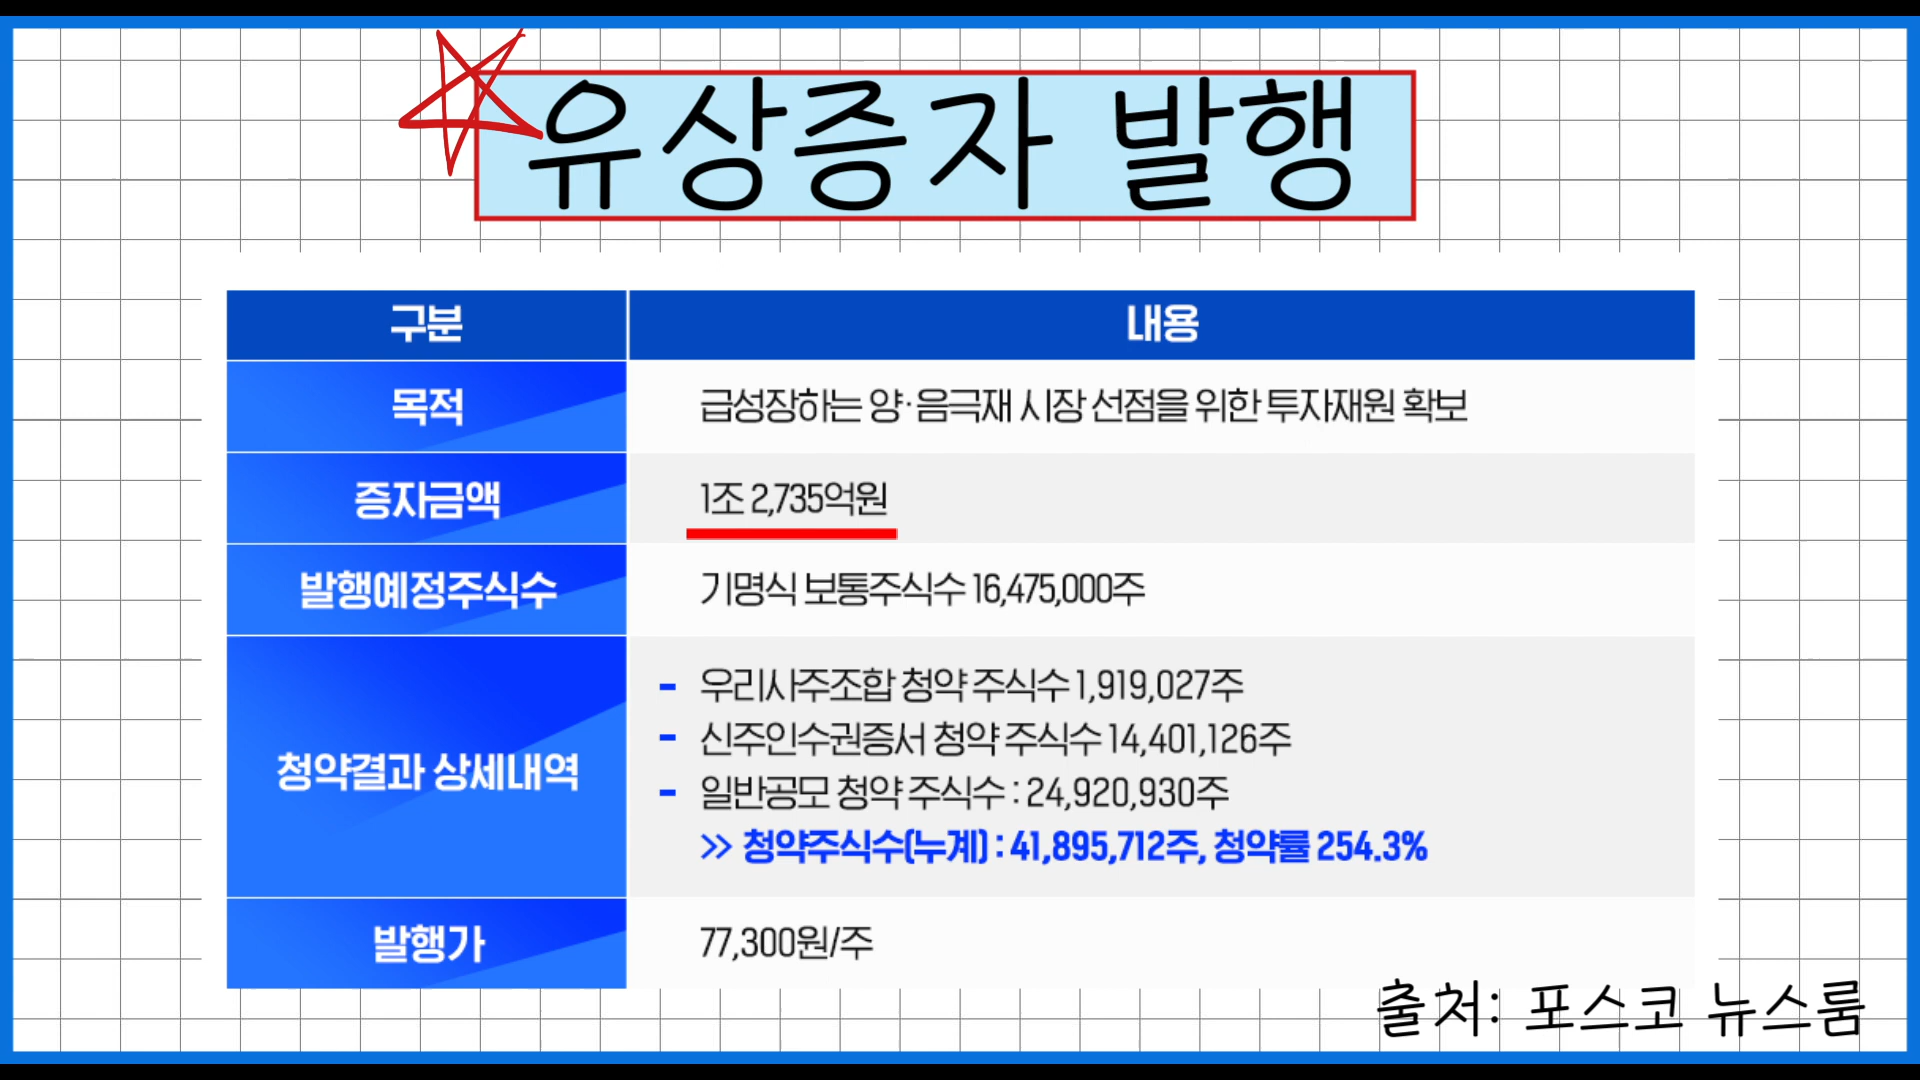 유상증자 발행
구분 내용
목적 급성장하는 양·음극재 시장 선점을 위한 투자재원 확보
증자금액 1조 2,735억원
발행예정주식수 기명식 보통주식수 16,475,000주
청약결과 상세내역
- 우리사주조합 청약 주식수 1,919,027주
- 신주인수권증서 청약 주식수 14,401,126주
- 일반공모 청약 주식수 : 24,920,930주
>> 청약주식수(누계) : 41,895,712주, 청약률 254.3%
발행가 77,300원/주
출처: 포스코 뉴스룸